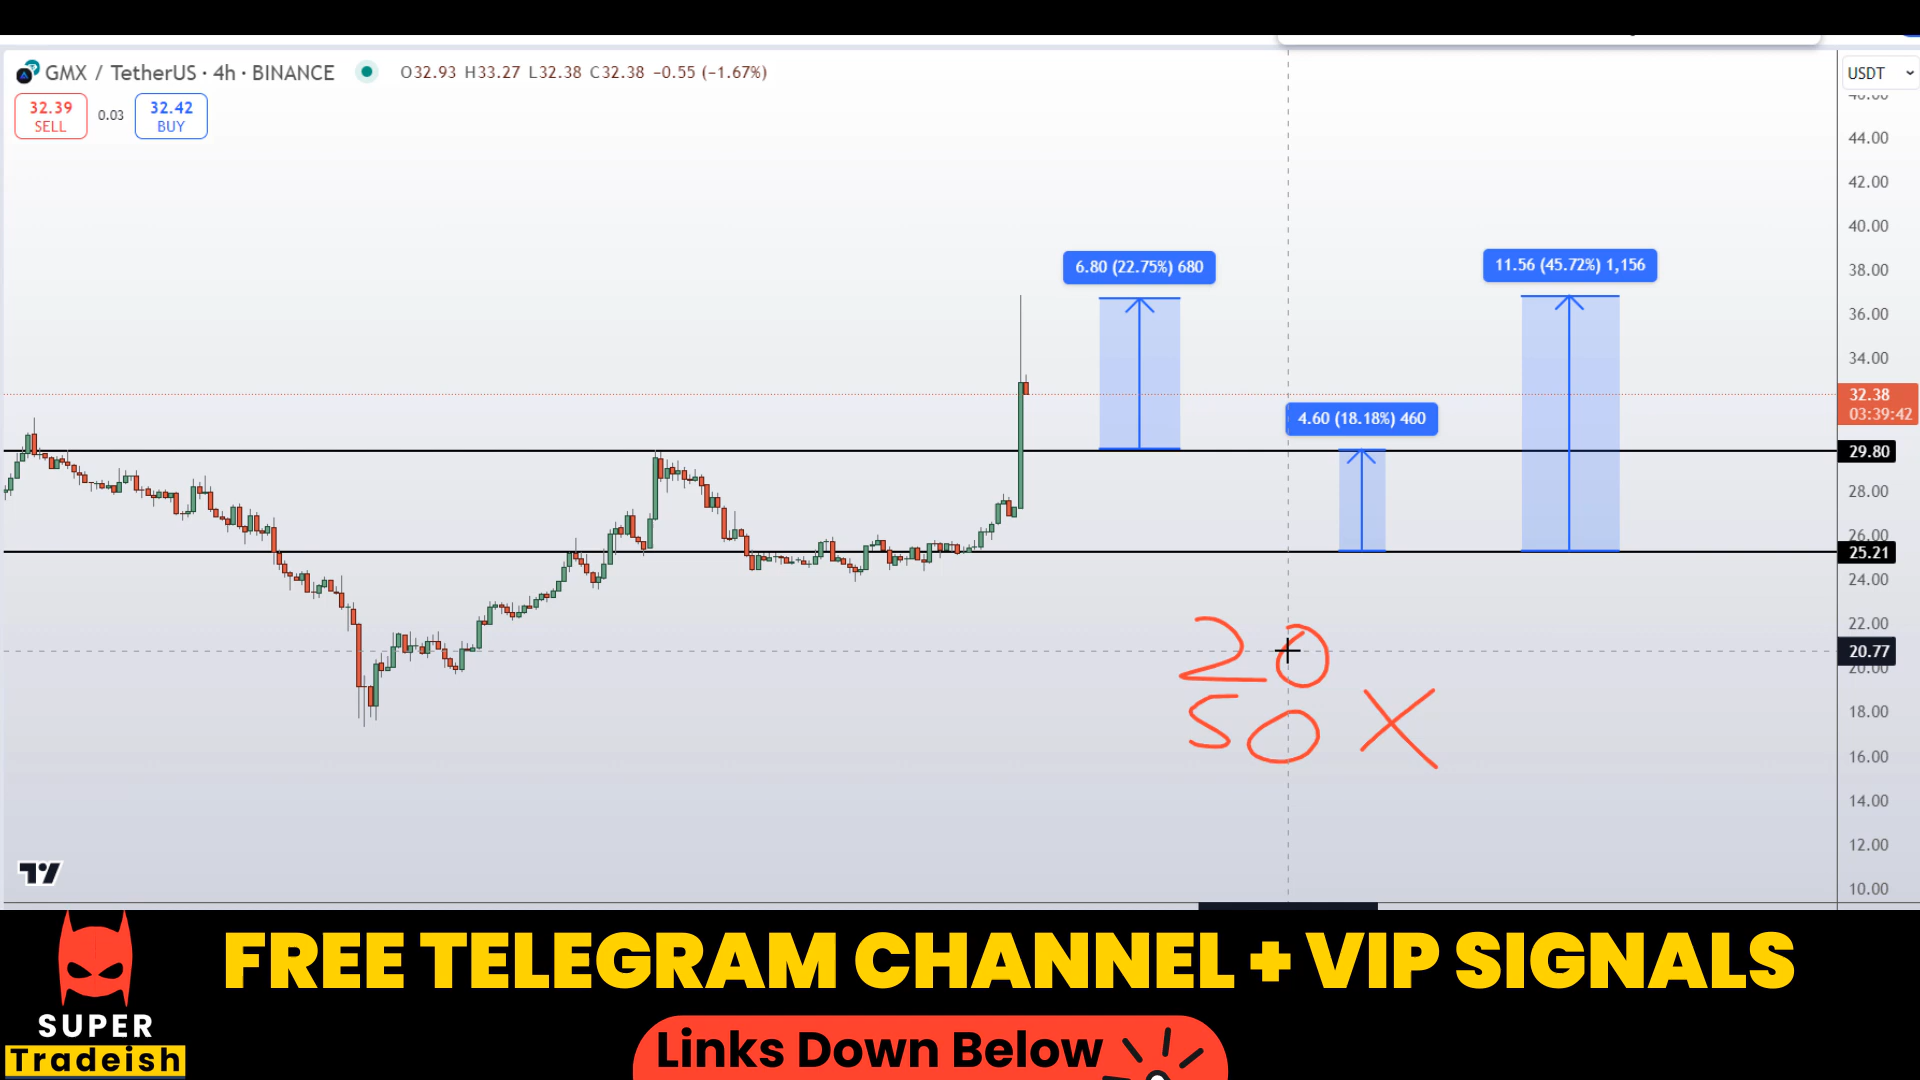 GMX / TetherUS · 4h · BINANCE O32.93 H33.27 L32.38 C32.38 −0.55 (−1.67%)
USDT
32.39
SELL
0.03
32.42
BUY
44.00
42.00
40.00
38.00
36.00
34.00
32.38
03:39:42
29.80
28.00
26.00
25.21
24.00
22.00
20.77
20.00
18.00
16.00
14.00
12.00
10.00
6.80 (22.75%) 680
11.56 (45.72%) 1,156
4.60 (18.18%) 460
20
50 X
FREE TELEGRAM CHANNEL + VIP SIGNALS
SUPER
Tradeish
Links Down Below